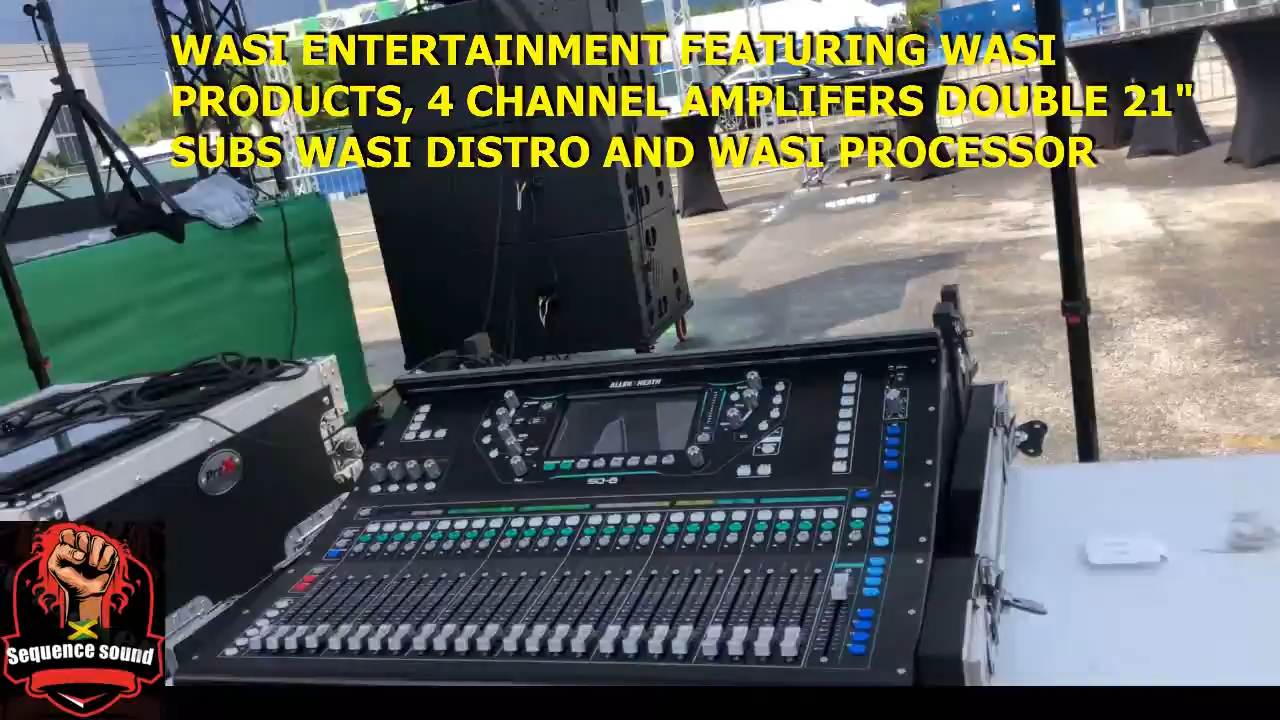 WASI ENTERTAINMENT FEATURING WASI
PRODUCTS, 4 CHANNEL AMPLIFERS DOUBLE 21"
SUBS WASI DISTRO AND WASI PROCESSOR
ALLEN & HEATH
ProX
SQ-6
Sequence sound